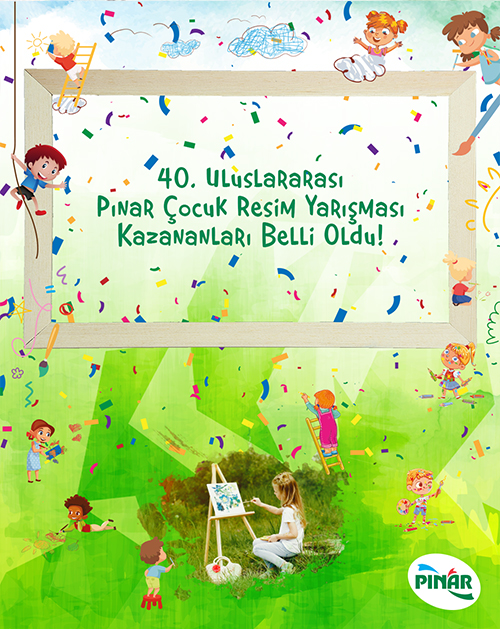 40. Uluslararası
Pınar Çocuk Resim Yarışması
Kazananları Belli Oldu!
PINAR